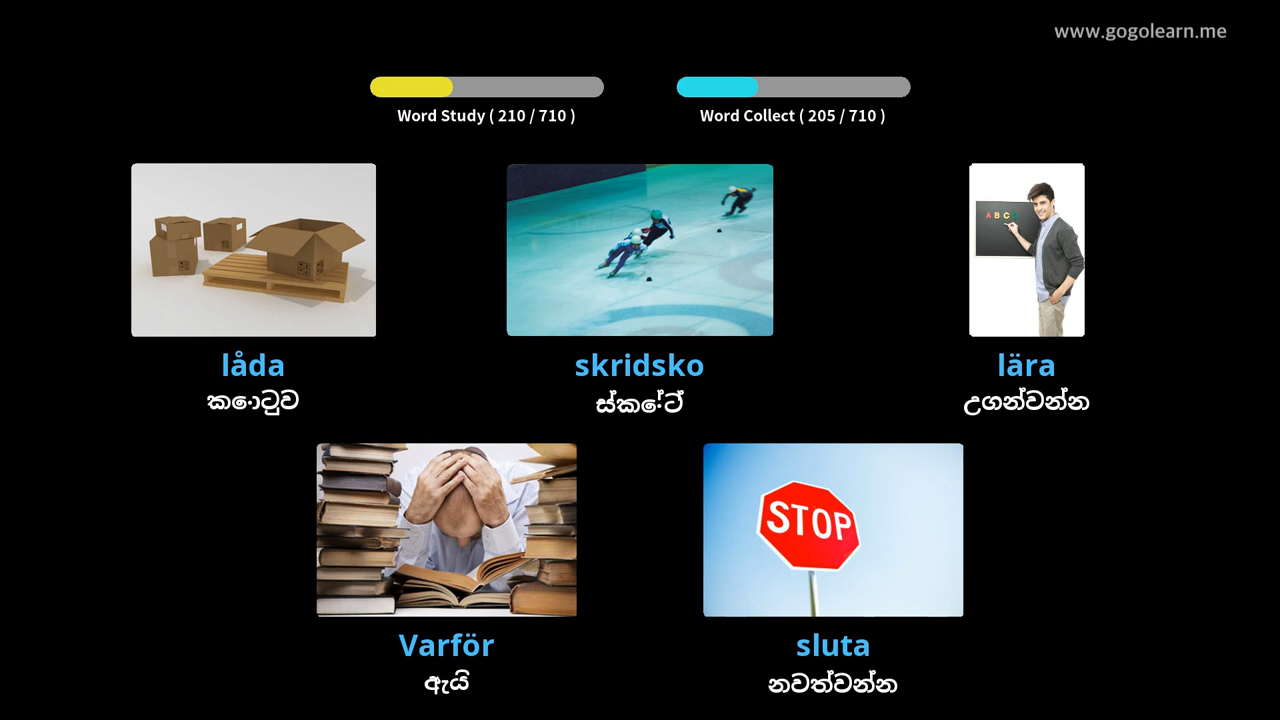 www.gogolearn.me
Word Study ( 210 / 710 )
Word Collect ( 205 / 710 )
A B C
låda
කොටුව
skridsko
ස්කේට්
lära
උගන්වන්න
STOP
Varför
ඇයි
sluta
නවත්වන්න